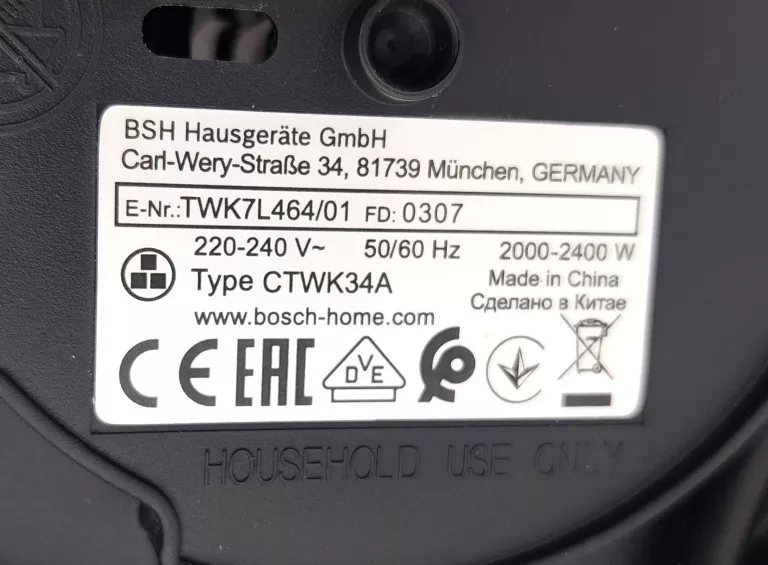 BSH Hausgeräte GmbH
Carl-Wery-Straße 34, 81739 München, GERMANY
E-Nr.:TWK7L464/01 FD: 0307
220-240 V~ 50/60 Hz 2000-2400 W
Type CTWK34A
Made in China
Сделано в Китае
www.bosch-home.com
CE EAC DVE
HOUSEHOLD USE ONLY